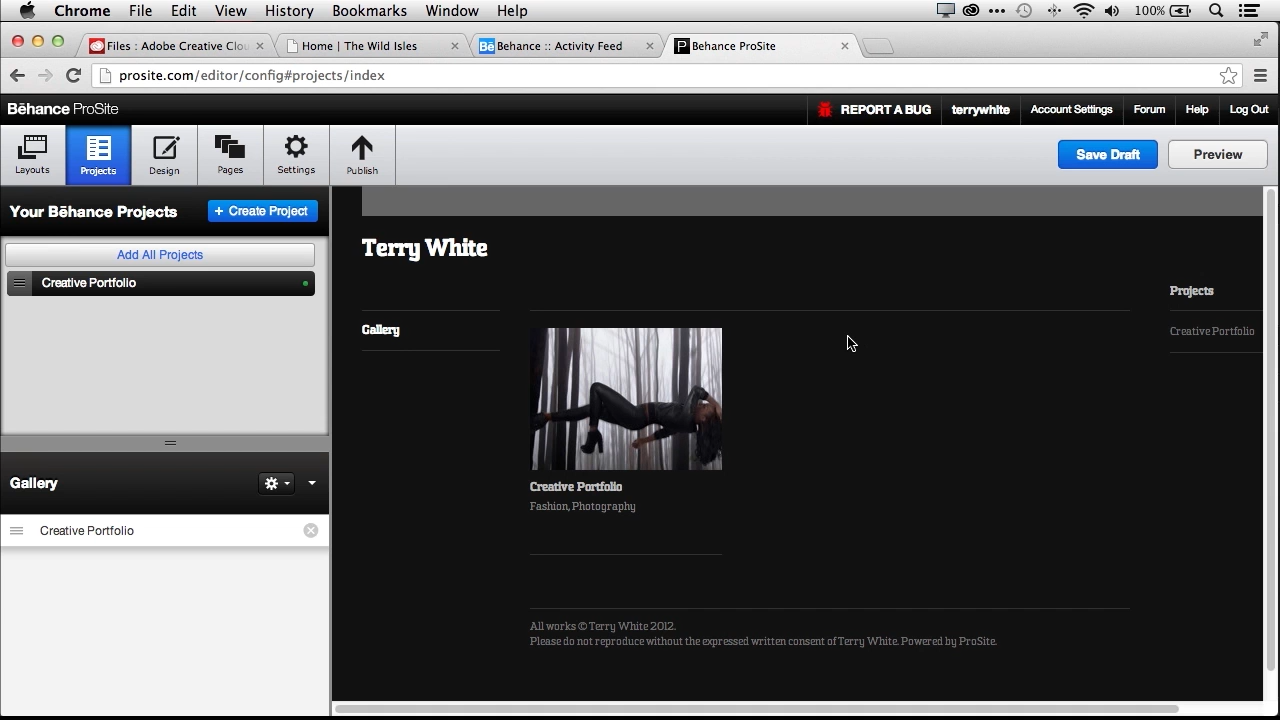 Chrome File Edit View History Bookmarks Window Help 100%
Files : Adobe Creative Clou Home | The Wild Isles Bē Behance :: Activity Feed P Behance ProSite
prosite.com/editor/config#projects/index
Bēhance ProSite REPORT A BUG terrywhite Account Settings Forum Help Log Out
Layouts Projects Design Pages Settings Publish Save Draft Preview
Your Bēhance Projects + Create Project
Add All Projects
Creative Portfolio
Gallery
Creative Portfolio
Terry White
Projects
Gallery
Creative Portfolio
Creative Portfolio
Fashion, Photography
All works © Terry White 2012.
Please do not reproduce without the expressed written consent of Terry White. Powered by ProSite.